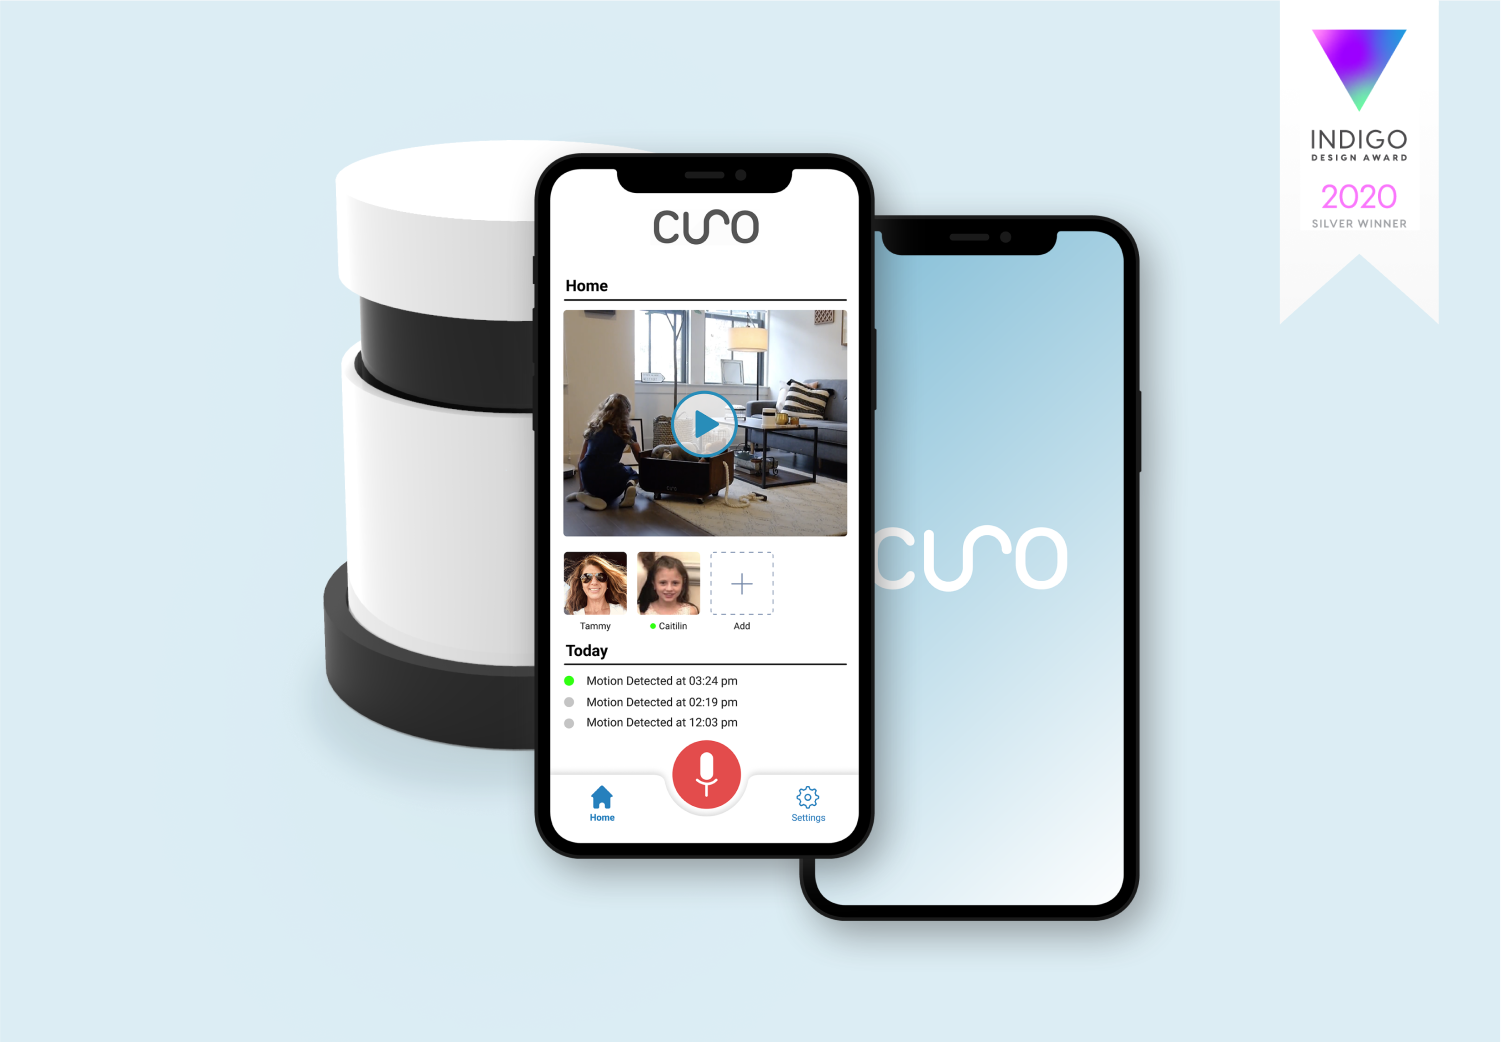 INDIGO
DESIGN AWARD
2020
SILVER WINNER
curo
Home
Tammy
Caitilin
Add
Today
Motion Detected at 03:24 pm
Motion Detected at 02:19 pm
Motion Detected at 12:03 pm
Home
Settings
curo